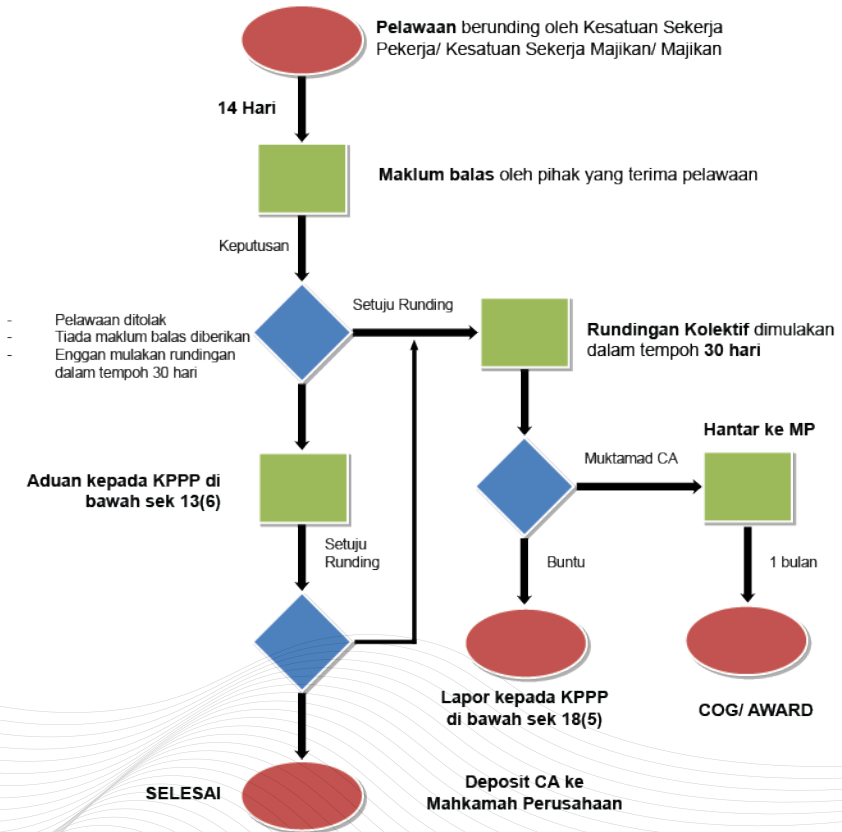 Pelawaan berunding oleh Kesatuan Sekerja
Pekerja/ Kesatuan Sekerja Majikan/ Majikan
14 Hari
Maklum balas oleh pihak yang terima pelawaan
Keputusan
- Pelawaan ditolak
- Tiada maklum balas diberikan
- Enggan mulakan rundingan
dalam tempoh 30 hari
Setuju Runding
Rundingan Kolektif dimulakan
dalam tempoh 30 hari
Hantar ke MP
Muktamad CA
Aduan kepada KPPP di
bawah sek 13(6)
Setuju
Runding
Buntu
1 bulan
Lapor kepada KPPP
di bawah sek 18(5)
COG/ AWARD
SELESAI
Deposit CA ke
Mahkamah Perusahaan